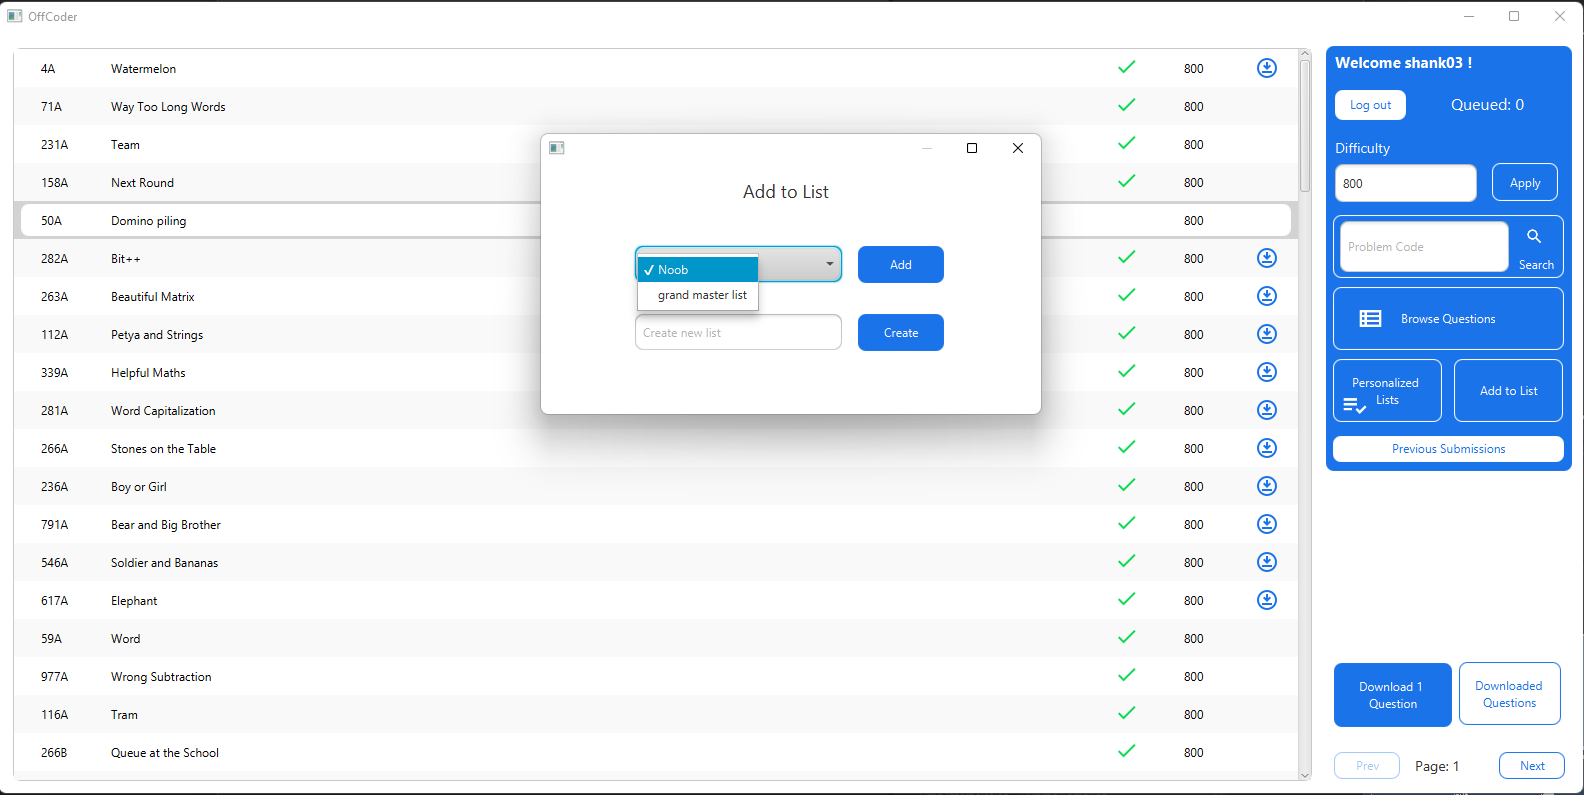 OffCoder
4A Watermelon 800
71A Way Too Long Words 800
231A Team 800
158A Next Round 800
50A Domino piling 800
282A Bit++ 800
263A Beautiful Matrix 800
112A Petya and Strings 800
339A Helpful Maths 800
281A Word Capitalization 800
266A Stones on the Table 800
236A Boy or Girl 800
791A Bear and Big Brother 800
546A Soldier and Bananas 800
617A Elephant 800
59A Word 800
977A Wrong Subtraction 800
116A Tram 800
266B Queue at the School 800
Add to List
✓ Noob
grand master list
Add
Create new list
Create
Welcome shank03 !
Log out
Queued: 0
Difficulty
800
Apply
Problem Code
Search
Browse Questions
Personalized
Lists
Add to List
Previous Submissions
Download 1
Question
Downloaded
Questions
Prev
Page: 1
Next